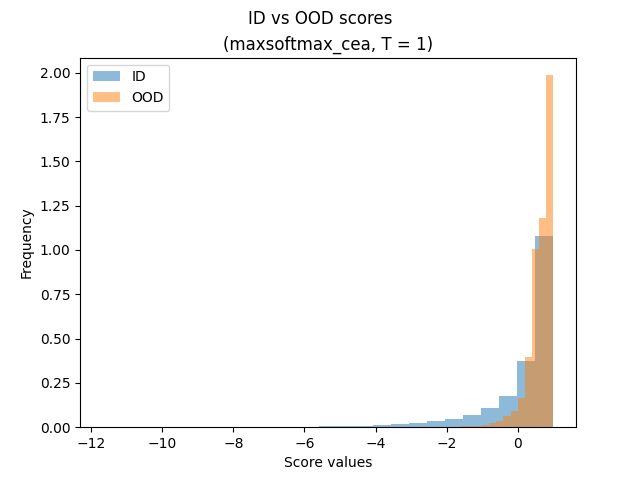 ID vs OOD scores
(maxsoftmax_cea, T = 1)
ID
OOD
2.00
1.75
1.50
1.25
1.00
0.75
0.50
0.25
0.00
Frequency
−12
−10
−8
−6
−4
−2
0
Score values